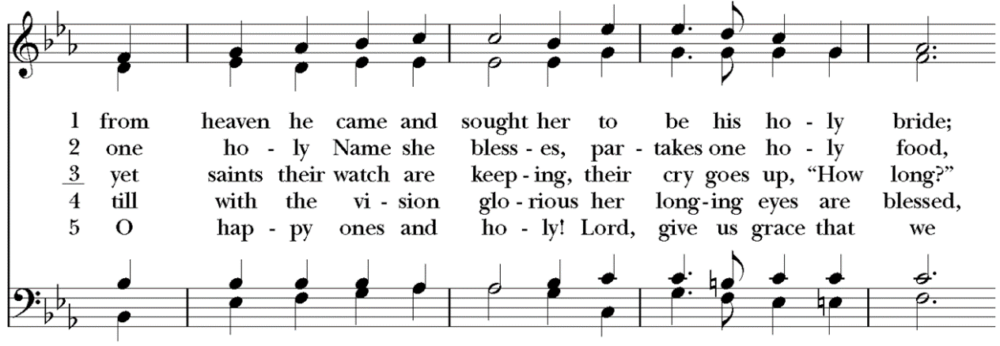 1 from heaven he came and sought her to be his ho - ly bride;
2 one ho - ly Name she bless - es, par - takes one ho - ly food,
3 yet saints their watch are keep - ing, their cry goes up, “How long?”
4 till with the vi - sion glo - rious her long - ing eyes are blessed,
5 O hap - py ones and ho - ly! Lord, give us grace that we